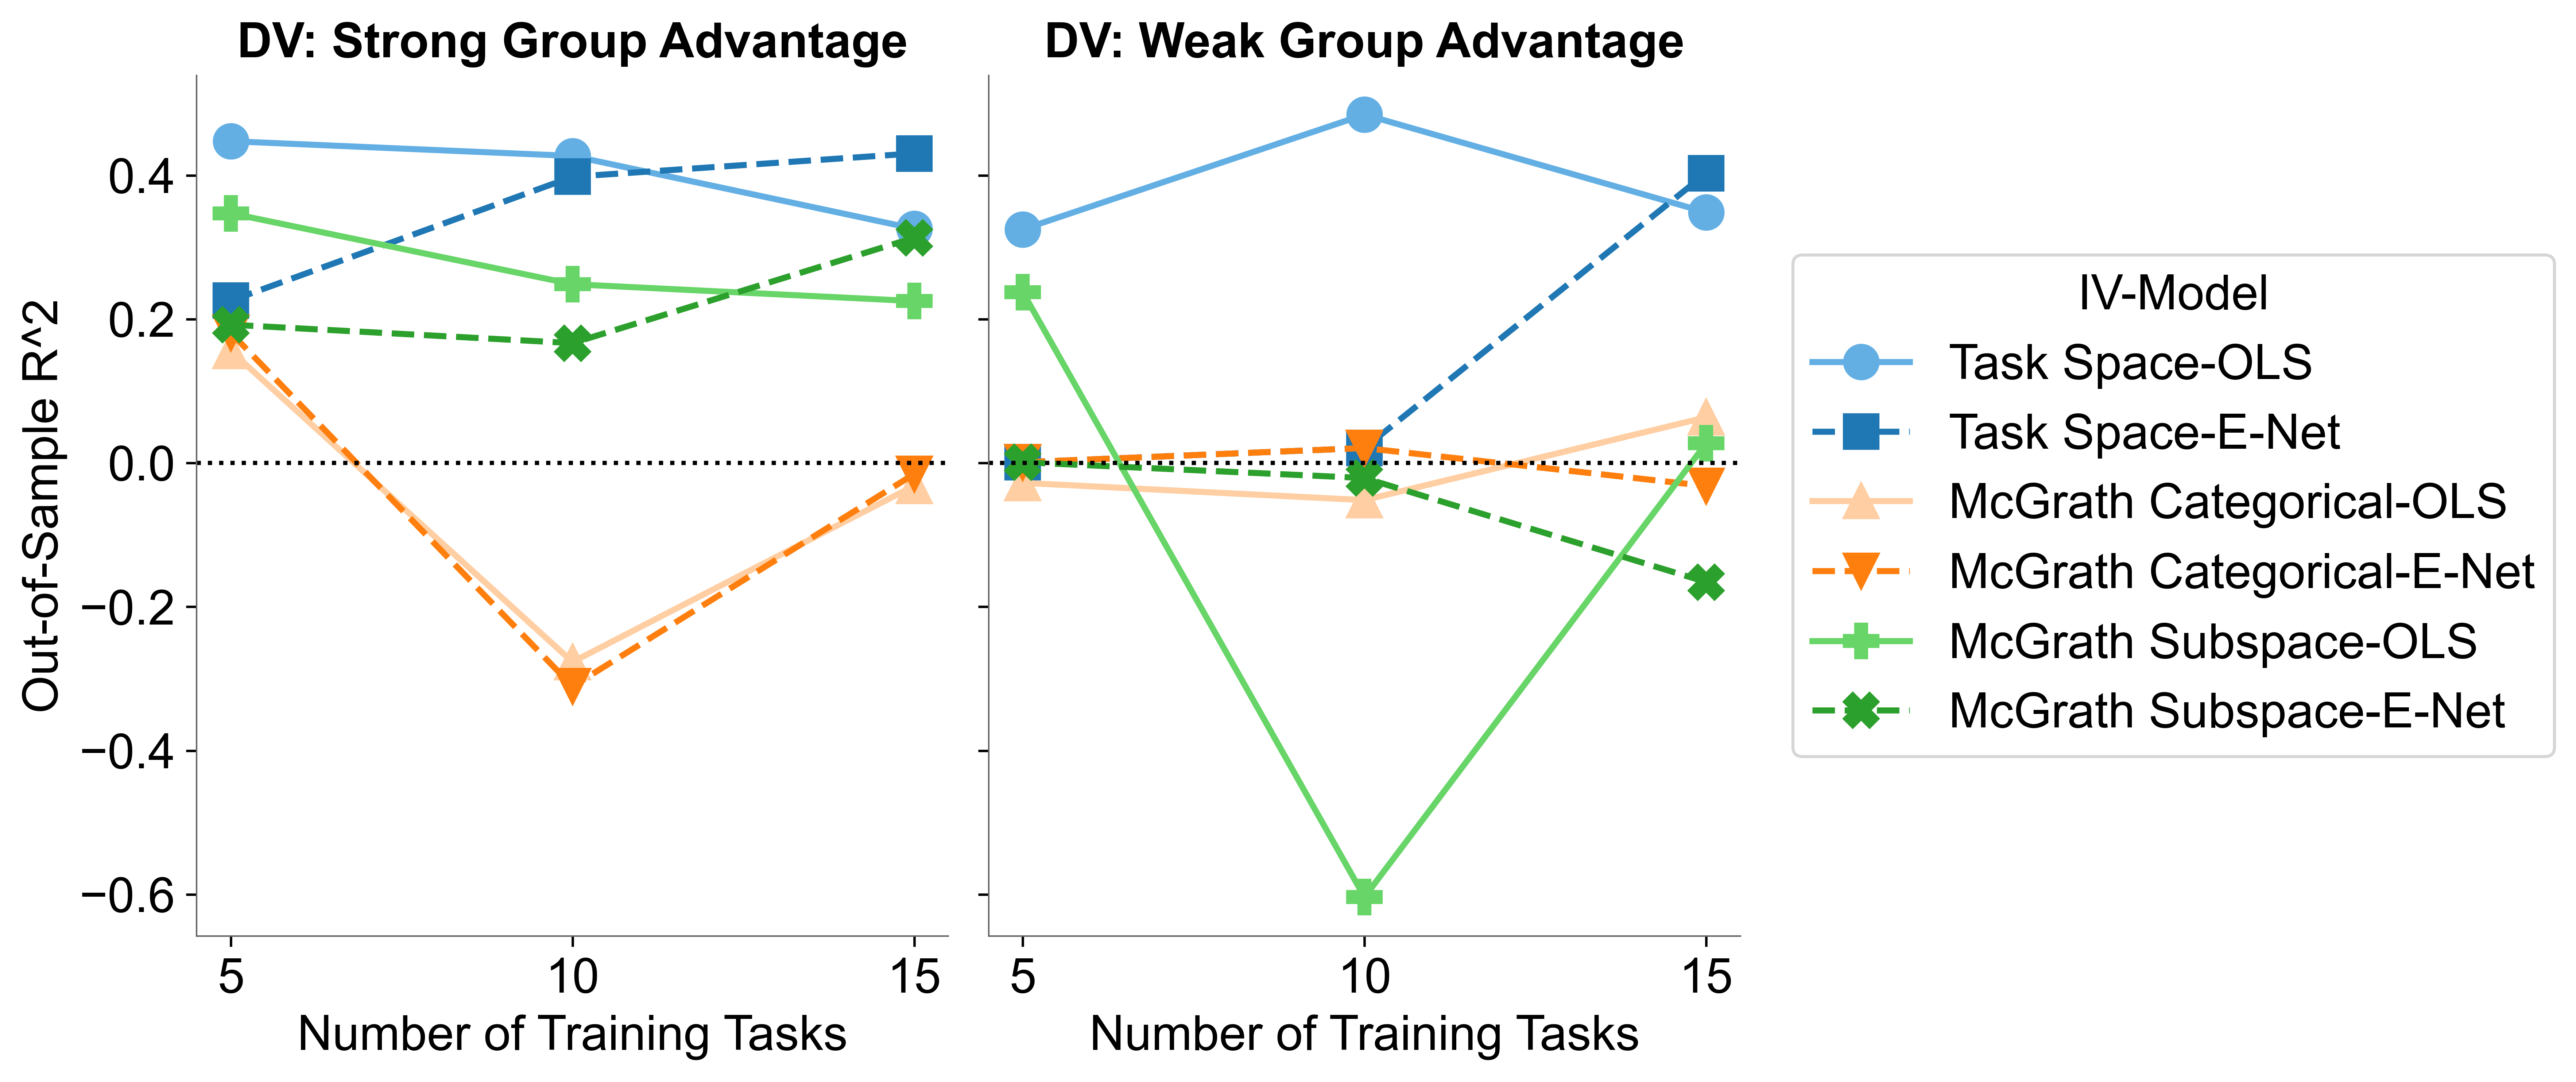 DV: Strong Group Advantage
DV: Weak Group Advantage
Out-of-Sample R^2
0.4
0.2
0.0
−0.2
−0.4
−0.6
5 10 15
5 10 15
Number of Training Tasks
Number of Training Tasks
IV-Model
Task Space-OLS
Task Space-E-Net
McGrath Categorical-OLS
McGrath Categorical-E-Net
McGrath Subspace-OLS
McGrath Subspace-E-Net